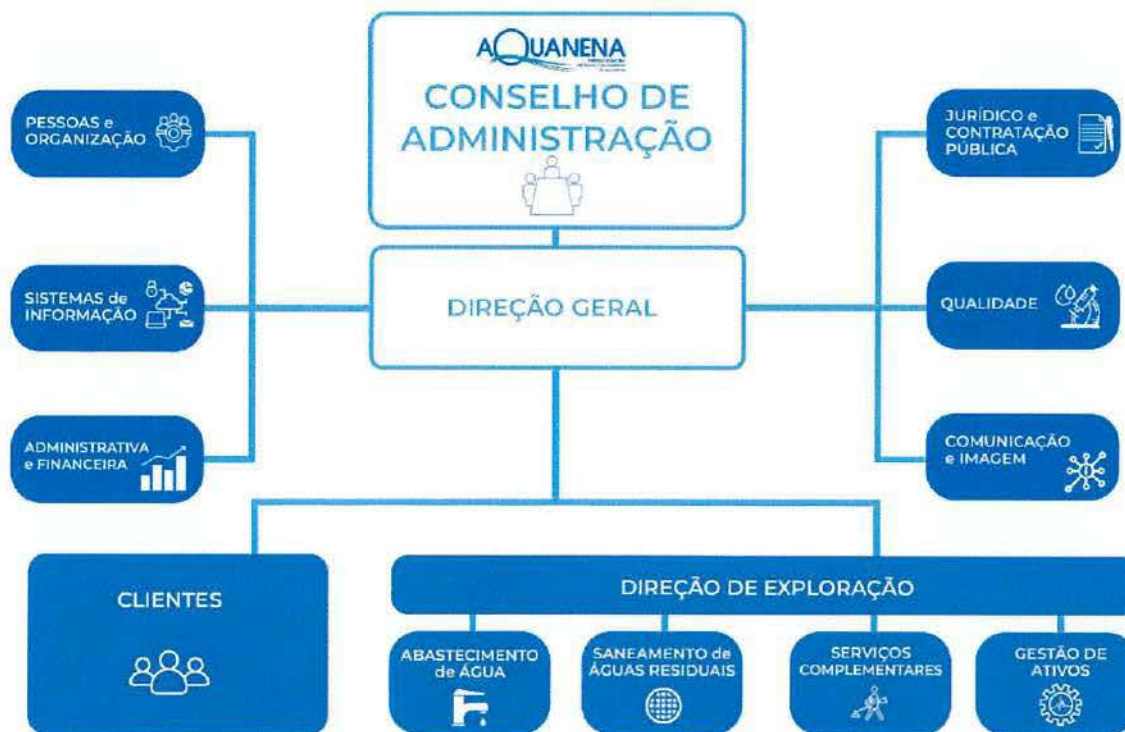 AQUANENA
CONSELHO DE
ADMINISTRAÇÃO
PESSOAS e
ORGANIZAÇÃO
JURÍDICO e
CONTRATAÇÃO
PÚBLICA
SISTEMAS de
INFORMAÇÃO
DIREÇÃO GERAL
QUALIDADE
ADMINISTRATIVA
e FINANCEIRA
COMUNICAÇÃO
e IMAGEM
CLIENTES
DIREÇÃO DE EXPLORAÇÃO
ABASTECIMENTO
de ÁGUA
SANEAMENTO de
ÁGUAS RESIDUAIS
SERVIÇOS
COMPLEMENTARES
GESTÃO DE
ATIVOS